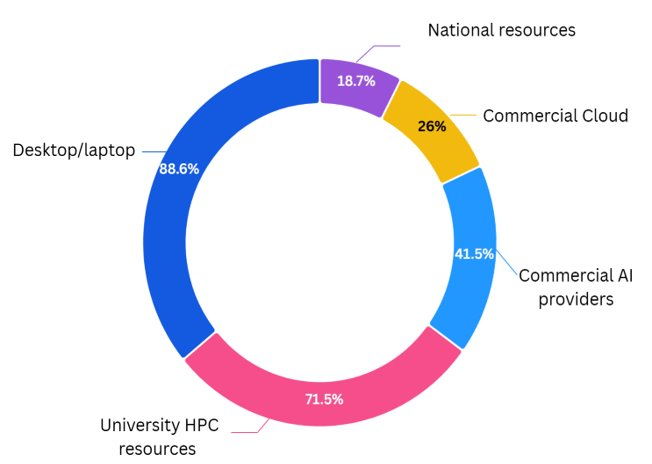 National resources
18.7%
Commercial Cloud
26%
Desktop/laptop
88.6%
41.5%
Commercial AI
providers
71.5%
University HPC
resources